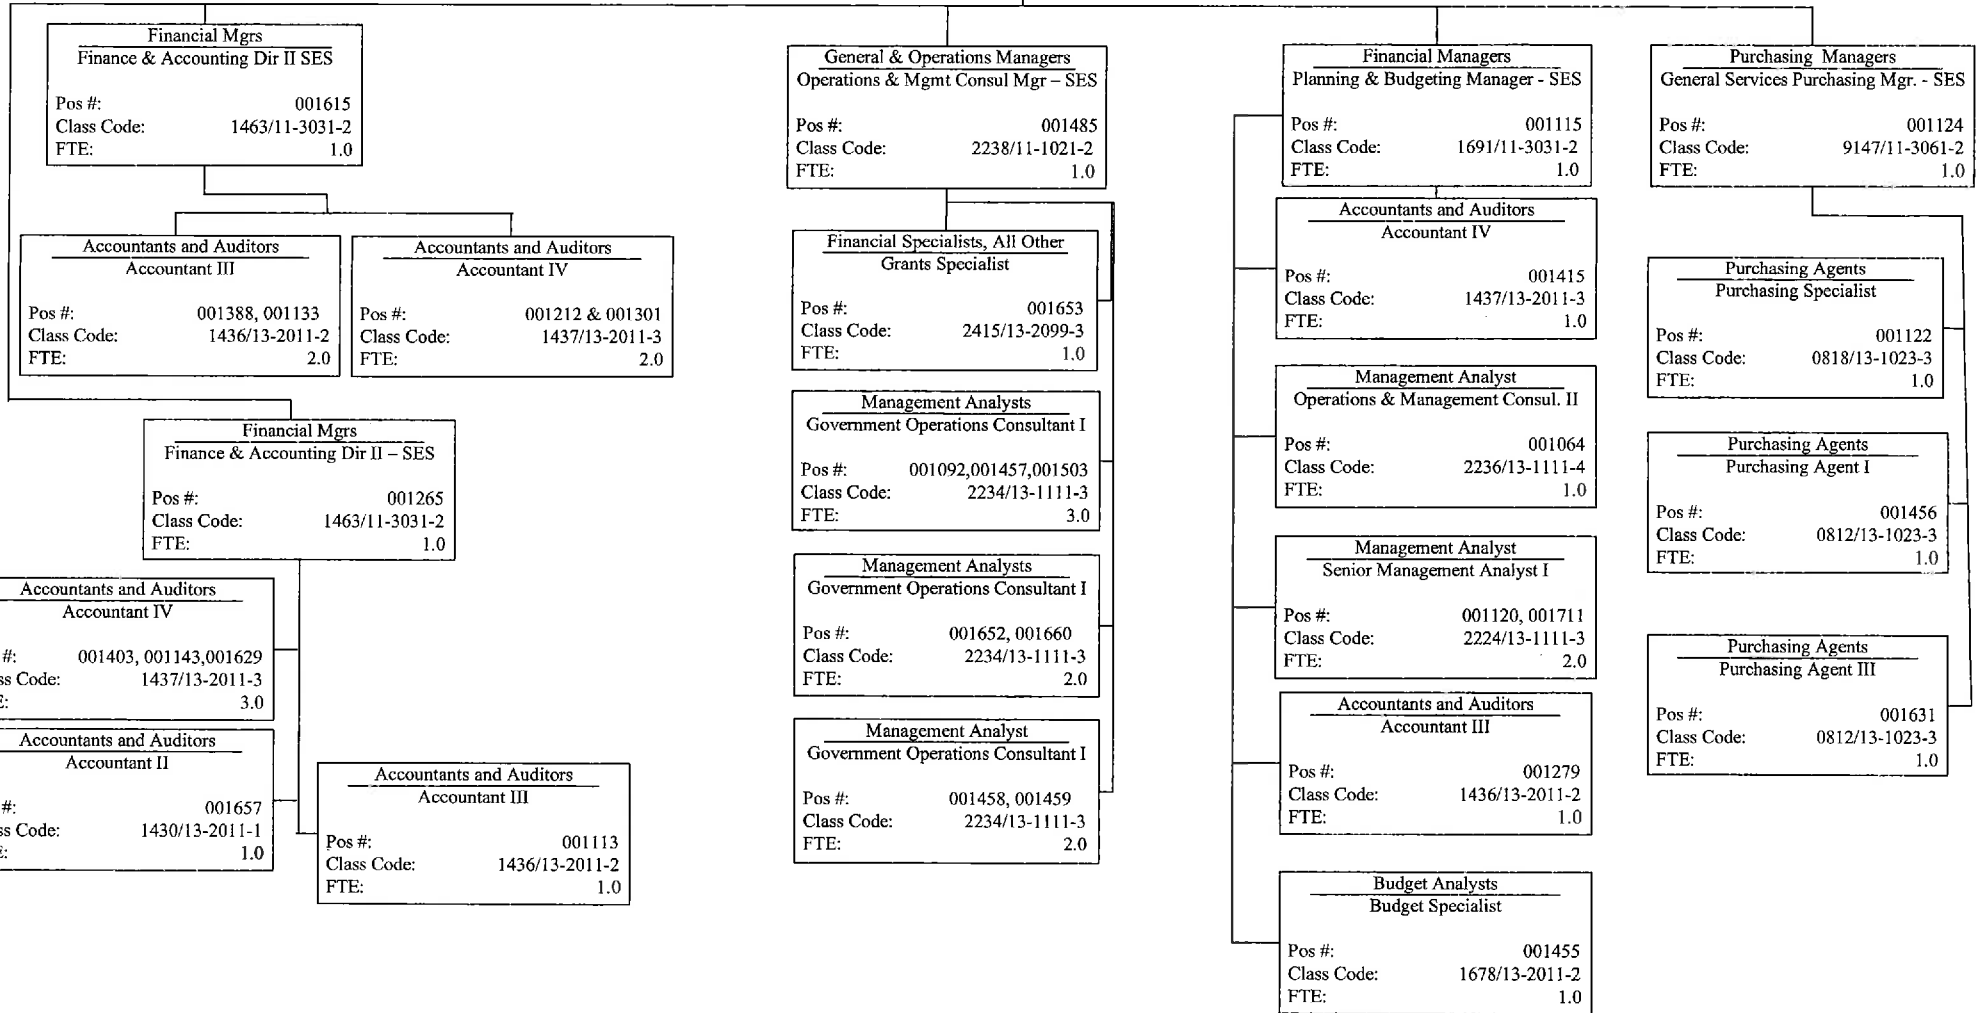 Financial Mgrs
Finance & Accounting Dir II SES
Pos #: 001615
Class Code: 1463/11-3031-2
FTE: 1.0
Accountants and Auditors
Accountant III
Pos #: 001388, 001133
Class Code: 1436/13-2011-2
FTE: 2.0
Accountants and Auditors
Accountant IV
Pos #: 001212 & 001301
Class Code: 1437/13-2011-3
FTE: 2.0
Financial Mgrs
Finance & Accounting Dir II – SES
Pos #: 001265
Class Code: 1463/11-3031-2
FTE: 1.0
Accountants and Auditors
Accountant IV
#: 001403, 001143,001629
ss Code: 1437/13-2011-3
E: 3.0
Accountants and Auditors
Accountant II
#: 001657
ss Code: 1430/13-2011-1
E: 1.0
Accountants and Auditors
Accountant III
Pos #: 001113
Class Code: 1436/13-2011-2
FTE: 1.0
General & Operations Managers
Operations & Mgmt Consul Mgr – SES
Pos #: 001485
Class Code: 2238/11-1021-2
FTE: 1.0
Financial Specialists, All Other
Grants Specialist
Pos #: 001653
Class Code: 2415/13-2099-3
FTE: 1.0
Management Analysts
Government Operations Consultant I
Pos #: 001092,001457,001503
Class Code: 2234/13-1111-3
FTE: 3.0
Management Analysts
Government Operations Consultant I
Pos #: 001652, 001660
Class Code: 2234/13-1111-3
FTE: 2.0
Management Analyst
Government Operations Consultant I
Pos #: 001458, 001459
Class Code: 2234/13-1111-3
FTE: 2.0
Financial Managers
Planning & Budgeting Manager - SES
Pos #: 001115
Class Code: 1691/11-3031-2
FTE: 1.0
Accountants and Auditors
Accountant IV
Pos #: 001415
Class Code: 1437/13-2011-3
FTE: 1.0
Management Analyst
Operations & Management Consul. II
Pos #: 001064
Class Code: 2236/13-1111-4
FTE: 1.0
Management Analyst
Senior Management Analyst I
Pos #: 001120, 001711
Class Code: 2224/13-1111-3
FTE: 2.0
Accountants and Auditors
Accountant III
Pos #: 001279
Class Code: 1436/13-2011-2
FTE: 1.0
Budget Analysts
Budget Specialist
Pos #: 001455
Class Code: 1678/13-2011-2
FTE: 1.0
Purchasing Managers
General Services Purchasing Mgr. - SES
Pos #: 001124
Class Code: 9147/11-3061-2
FTE: 1.0
Purchasing Agents
Purchasing Specialist
Pos #: 001122
Class Code: 0818/13-1023-3
FTE: 1.0
Purchasing Agents
Purchasing Agent I
Pos #: 001456
Class Code: 0812/13-1023-3
FTE: 1.0
Purchasing Agents
Purchasing Agent III
Pos #: 001631
Class Code: 0812/13-1023-3
FTE: 1.0